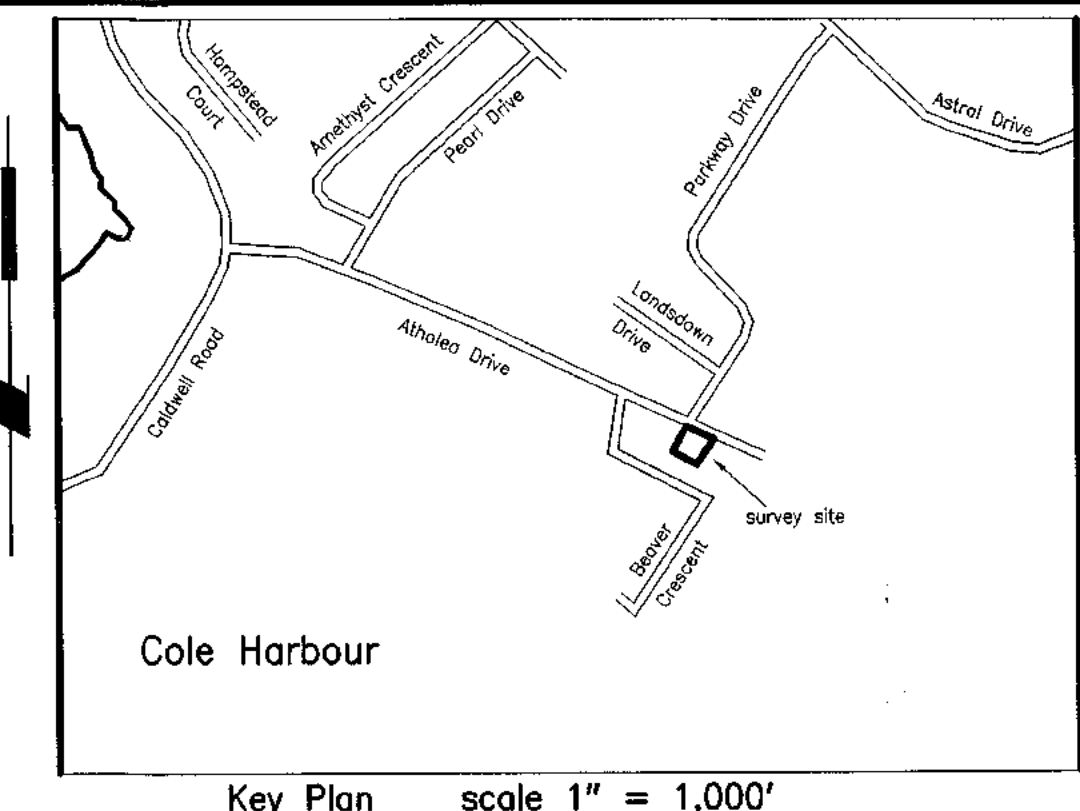 Hampstead
Court
Amethyst Crescent
Pearl Drive
Parkway Drive
Astral Drive
Landsdown
Drive
Atholea Drive
Caldwell Road
survey site
Beaver
Crescent
Cole Harbour
Key Plan scale 1" = 1,000'